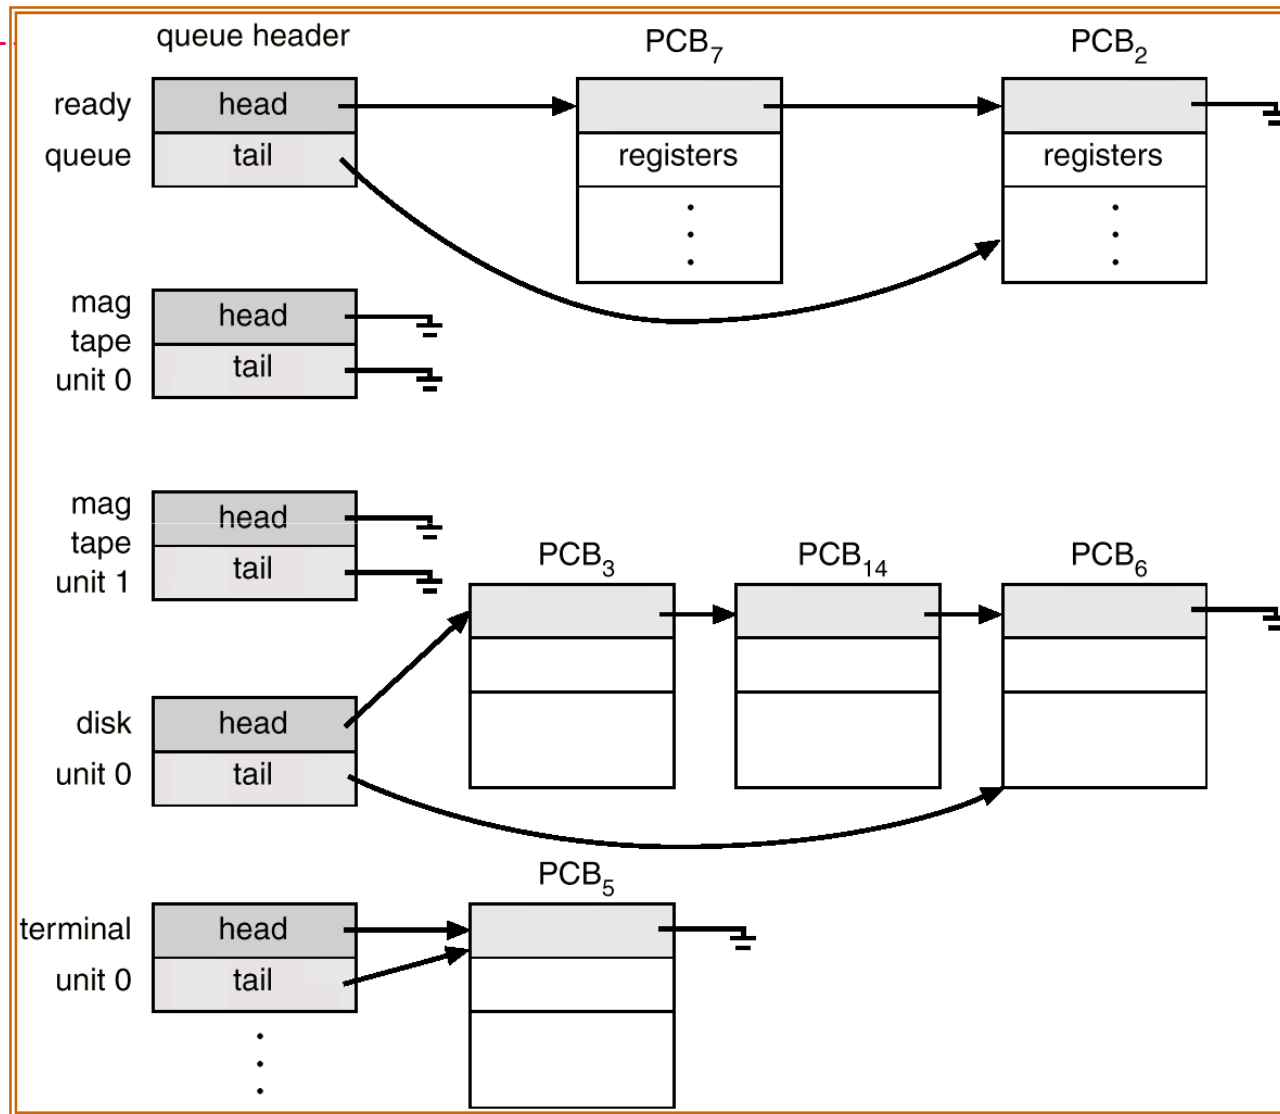 queue header
PCB7
PCB2
ready
queue
head
tail
registers
registers
mag
tape
unit 0
head
tail
mag
tape
unit 1
head
tail
PCB3
PCB14
PCB6
disk
unit 0
head
tail
PCB5
terminal
unit 0
head
tail